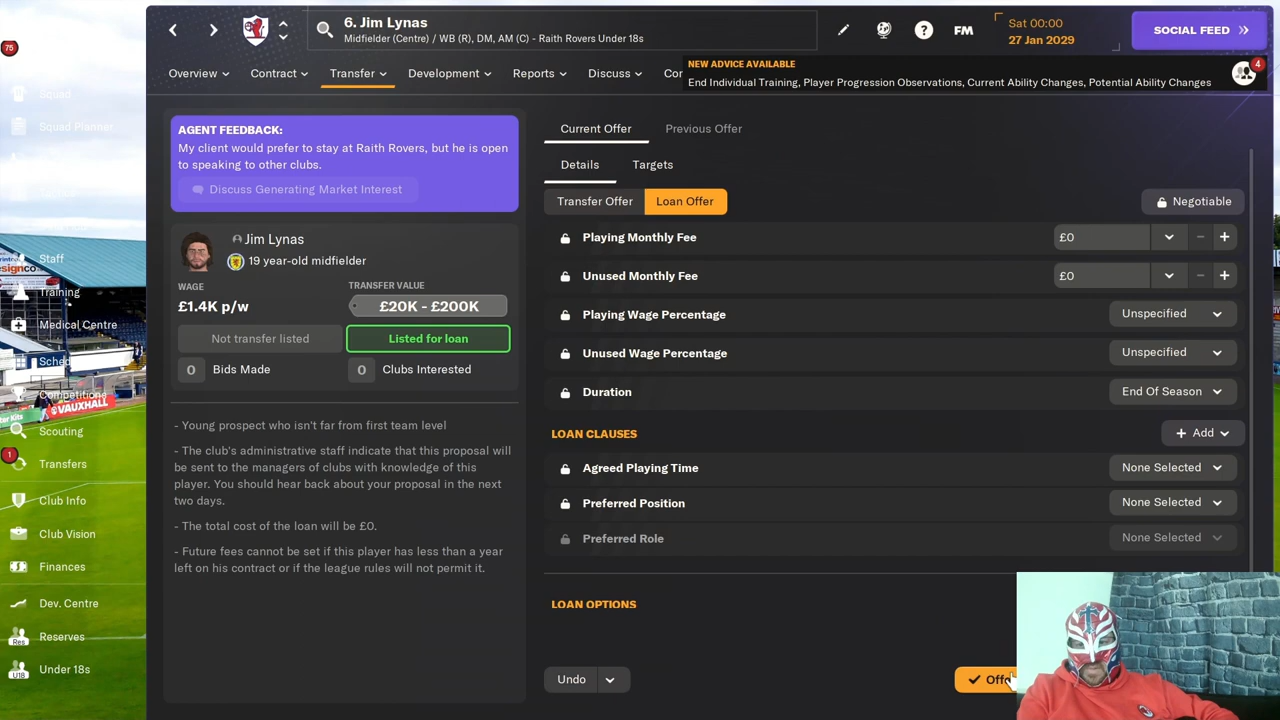 6. Jim Lynas
Midfielder (Centre) / WB (R), DM, AM (C) - Raith Rovers Under 18s
FM
Sat 00:00
27 Jan 2029
SOCIAL FEED
75
Overview
Contract
Transfer
Development
Reports
Discuss
NEW ADVICE AVAILABLE
End Individual Training, Player Progression Observations, Current Ability Changes, Potential Ability Changes
4
Squad
Squad Planner
Staff
Training
Medical Centre
Sched
Competitions
Scouting
1
Transfers
Club Info
Club Vision
Finances
Dev. Centre
Res
Reserves
U18
Under 18s
VAUXHALL
AGENT FEEDBACK:
My client would prefer to stay at Raith Rovers, but he is open
to speaking to other clubs.
Discuss Generating Market Interest
Jim Lynas
19 year-old midfielder
WAGE
TRANSFER VALUE
£1.4K p/w
£20K - £200K
Not transfer listed
Listed for loan
0 Bids Made
0 Clubs Interested
- Young prospect who isn't far from first team level
- The club's administrative staff indicate that this proposal will
be sent to the managers of clubs with knowledge of this
player. You should hear back about your proposal in the next
two days.
- The total cost of the loan will be £0.
- Future fees cannot be set if this player has less than a year
left on his contract or if the league rules will not permit it.
Current Offer
Previous Offer
Details
Targets
Transfer Offer
Loan Offer
Negotiable
Playing Monthly Fee
£0
Unused Monthly Fee
£0
Playing Wage Percentage
Unspecified
Unused Wage Percentage
Unspecified
Duration
End Of Season
LOAN CLAUSES
Add
Agreed Playing Time
None Selected
Preferred Position
None Selected
Preferred Role
None Selected
LOAN OPTIONS
Undo